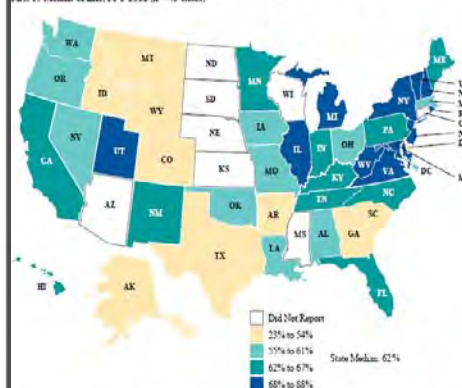 WA
MT
ND
ME
OR
MN
ID
SD
WI
NY
WY
MI
IA
PA
NE
NV
OH
IL
IN
UT
CO
WV
VA
CA
KS
MO
KY
DC
NC
TN
OK
AZ
NM
AR
SC
MS
AL
GA
TX
LA
HI
AK
FL
Did Not Report
23% to 54%
55% to 61%
62% to 67%
68% to 88%
State Median: 62%